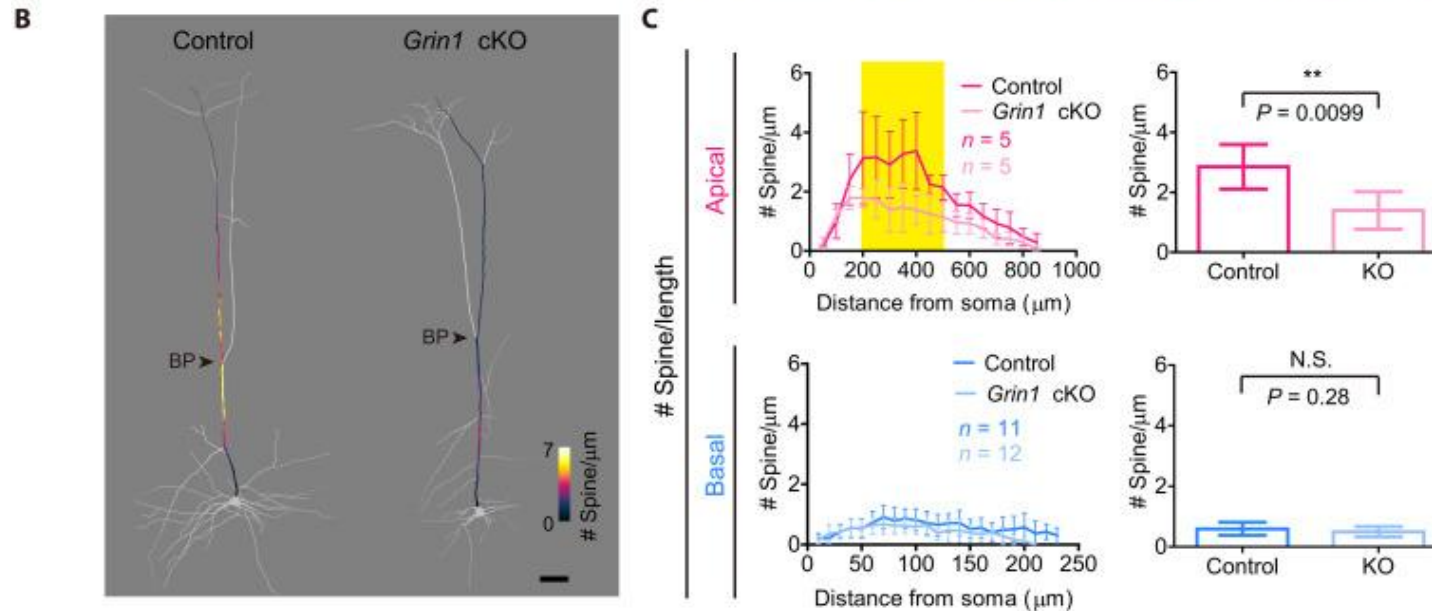 B
Control
Grin1 cKO
BP
BP
7
0
# Spine/μm
C
# Spine/length
Apical
6
4
2
0
# Spine/μm
0
200
400
600
800
1000
Distance from soma (μm)
Control
Grin1 cKO
n = 5
n = 5
6
4
2
0
# Spine/μm
**
P = 0.0099
Control
KO
Basal
6
4
2
0
# Spine/μm
0
50
100
150
200
250
Distance from soma (μm)
Control
Grin1 cKO
n = 11
n = 12
6
4
2
0
# Spine/μm
N.S.
P = 0.28
Control
KO